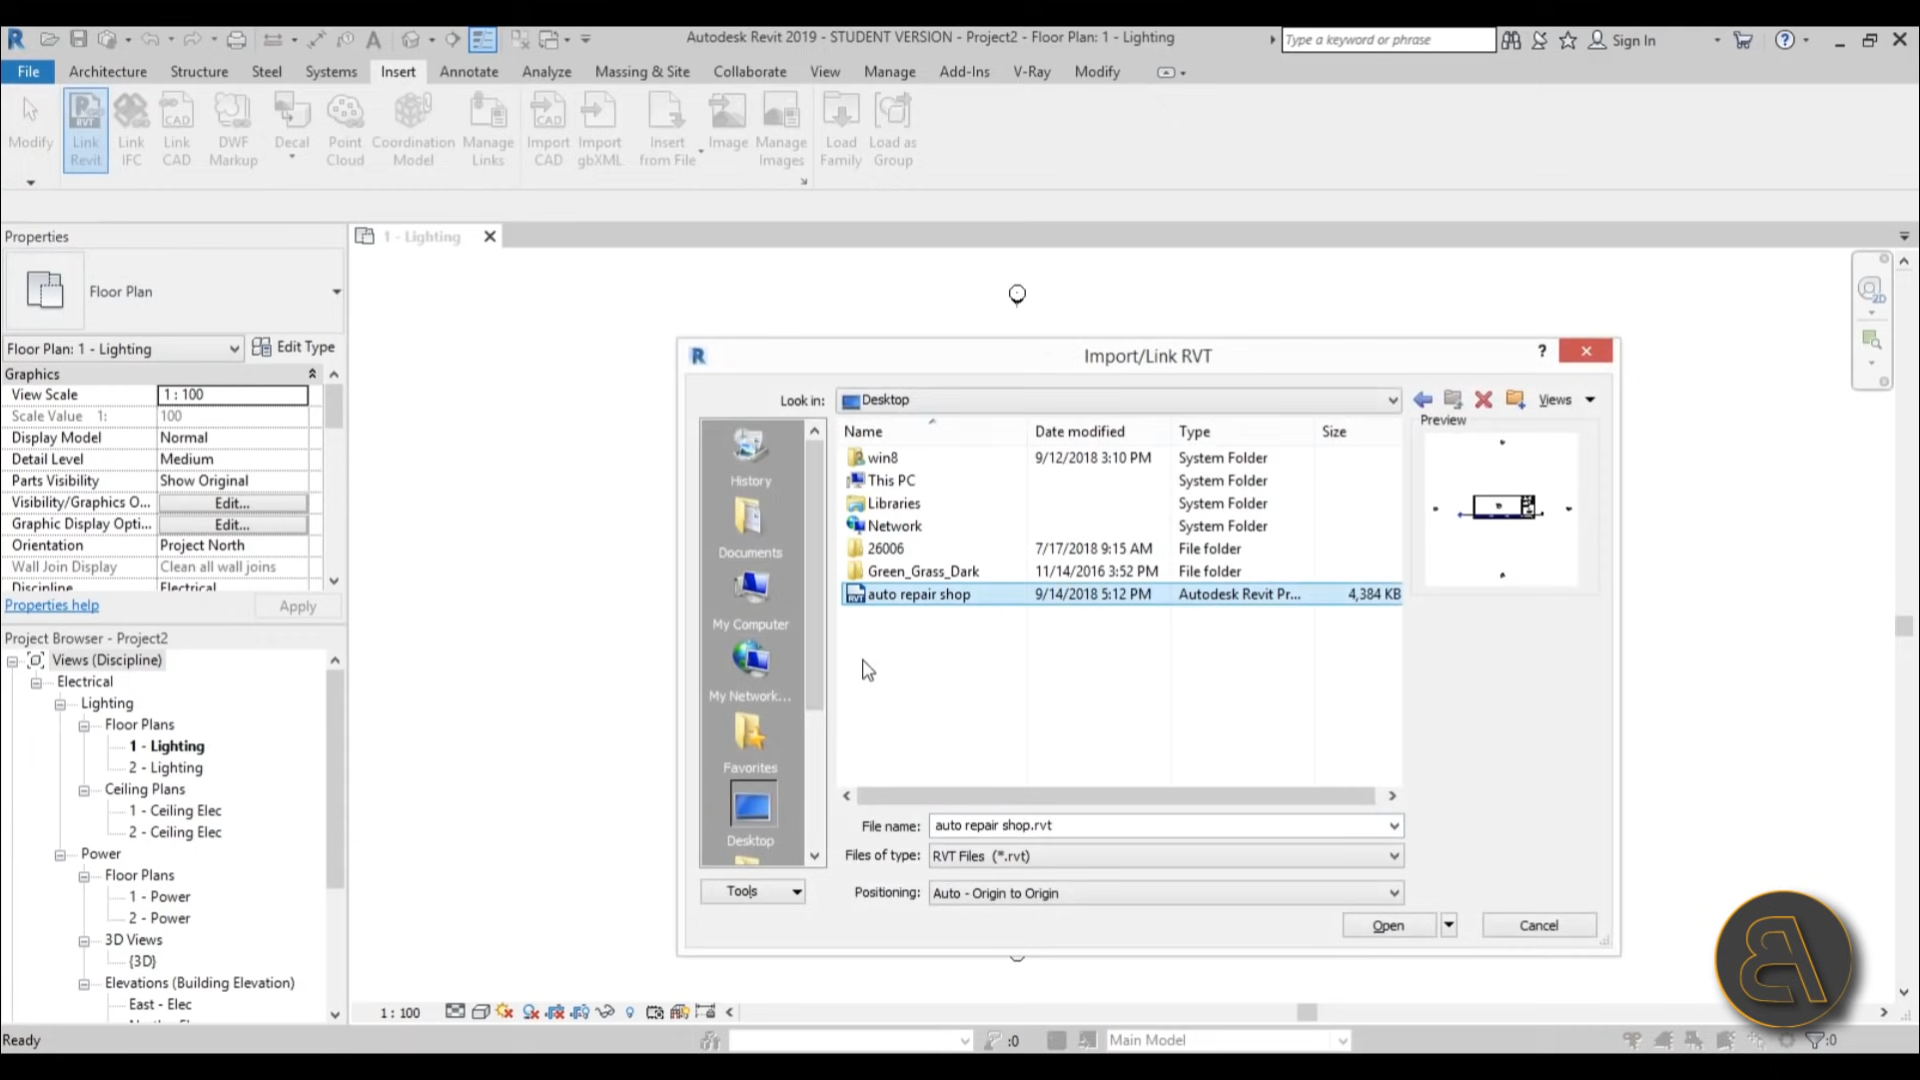 Autodesk Revit 2019 - STUDENT VERSION - Project2 - Floor Plan: 1 - Lighting
Type a keyword or phrase
Sign In
File Architecture Structure Steel Systems Insert Annotate Analyze Massing & Site Collaborate View Manage Add-Ins V-Ray Modify
Modify
Link Revit
Link IFC
Link CAD
DWF Markup
Decal
Point Cloud
Coordination Model
Manage Links
Import CAD
Import gbXML
Insert from File
Image
Manage Images
Load Family
Load as Group
Properties
1 - Lighting
Floor Plan
Floor Plan: 1 - Lighting
Edit Type
Graphics
View Scale 1 : 100
Scale Value 1: 100
Display Model Normal
Detail Level Medium
Parts Visibility Show Original
Visibility/Graphics O... Edit...
Graphic Display Opti... Edit...
Orientation Project North
Wall Join Display Clean all wall joins
Discipline Electrical
Properties help
Apply
Project Browser - Project2
Views (Discipline)
Electrical
Lighting
Floor Plans
1 - Lighting
2 - Lighting
Ceiling Plans
1 - Ceiling Elec
2 - Ceiling Elec
Power
Floor Plans
1 - Power
2 - Power
3D Views
{3D}
Elevations (Building Elevation)
East - Elec
Import/Link RVT
Look in: Desktop
Views
Preview
Name Date modified Type Size
win8 9/12/2018 3:10 PM System Folder
This PC System Folder
Libraries System Folder
Network System Folder
26006 7/17/2018 9:15 AM File folder
Green_Grass_Dark 11/14/2016 3:52 PM File folder
auto repair shop 9/14/2018 5:12 PM Autodesk Revit Pr... 4,384 KB
History
Documents
My Computer
My Network...
Favorites
Desktop
File name: auto repair shop.rvt
Files of type: RVT Files (*.rvt)
Tools
Positioning: Auto - Origin to Origin
Open
Cancel
2D
1 : 100
Ready
:0
Main Model
:0